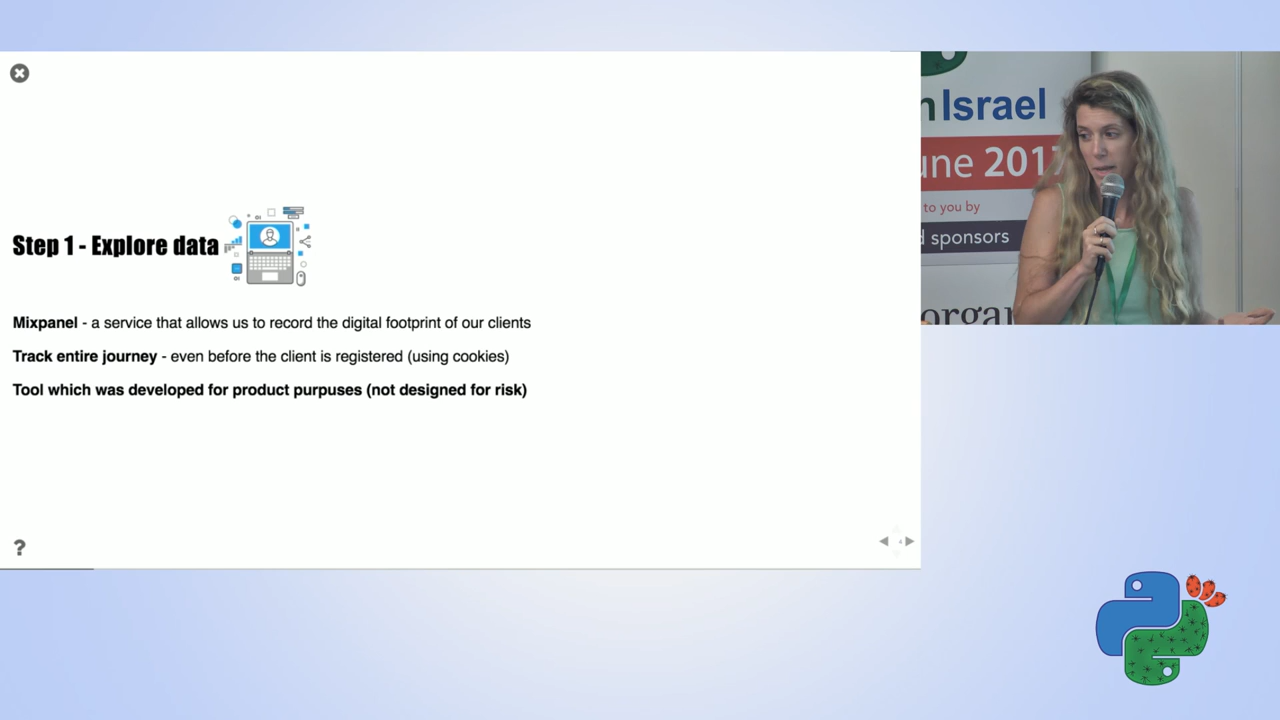 Step 1 - Explore data
Mixpanel - a service that allows us to record the digital footprint of our clients
Track entire journey - even before the client is registered (using cookies)
Tool which was developed for product purpuses (not designed for risk)
?
n Israel
une 2017
to you by
d sponsors
organ